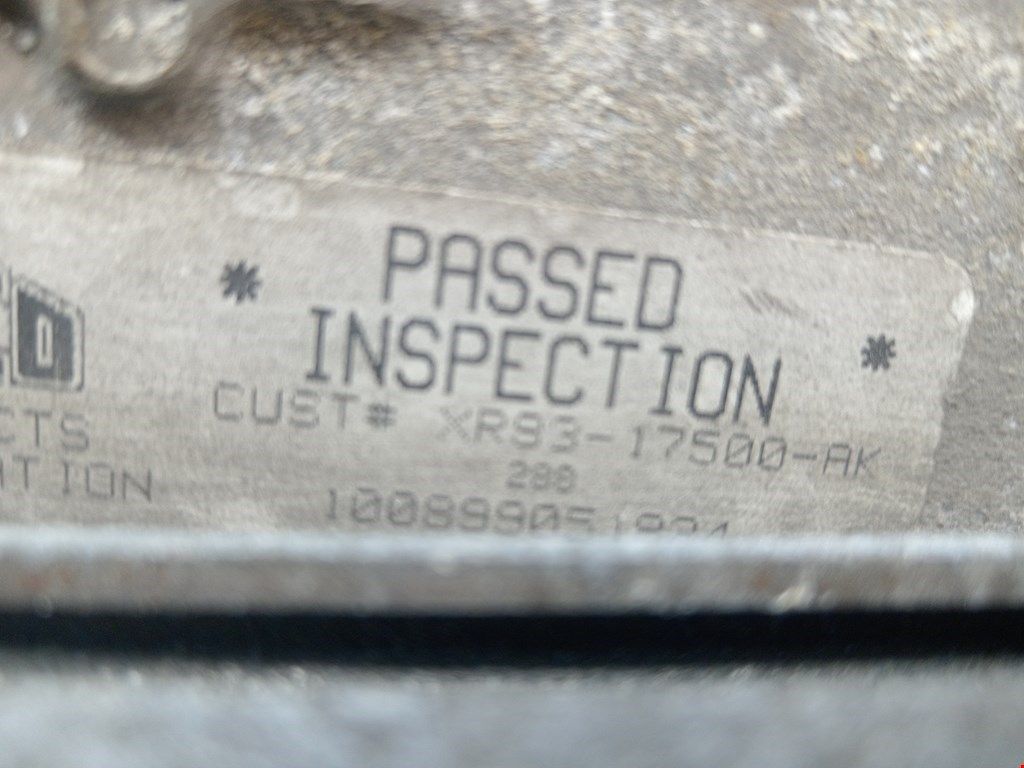 * PASSED
INSPECTION *
CUST# XR93-17500-AK
288
CTS
ATION